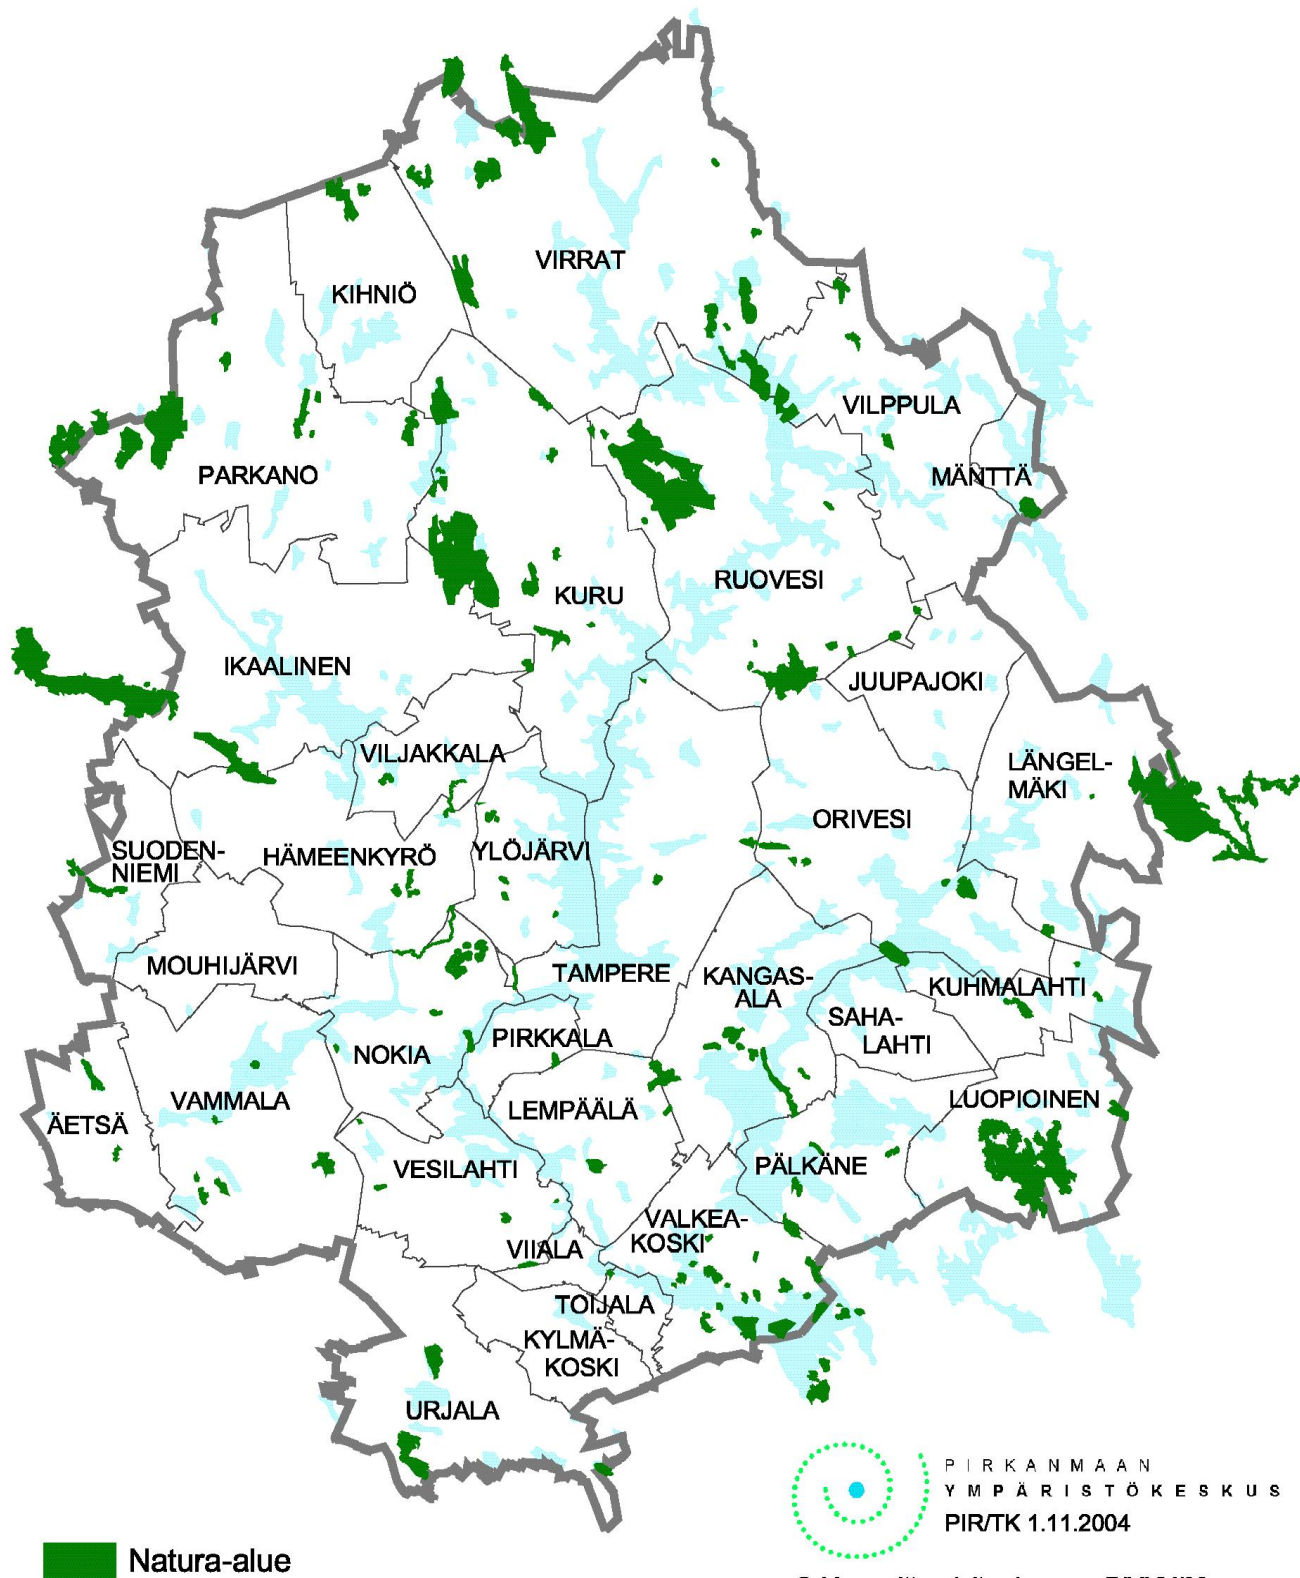 VIRRAT
KIHNIÖ
VILPPULA
PARKANO
MÄNTTÄ
RUOVESI
KURU
IKAALINEN
JUUPAJOKI
VILJAKKALA
LÄNGEL-
MÄKI
ORIVESI
SUODEN-
NIEMI
HÄMEENKYRÖ
YLÖJÄRVI
MOUHIJÄRVI
TAMPERE
KANGAS-
ALA
KUHMALAHTI
SAHA-
LAHTI
PIRKKALA
NOKIA
VAMMALA
LEMPÄÄLÄ
LUOPIOINEN
ÄETSÄ
VESILAHTI
PÄLKÄNE
VALKEA-
KOSKI
VIIALA
TOIJALA
KYLMÄ-
KOSKI
URJALA
PIRKANMAAN
YMPÄRISTÖKESKUS
PIR/TK 1.11.2004
Natura-alue